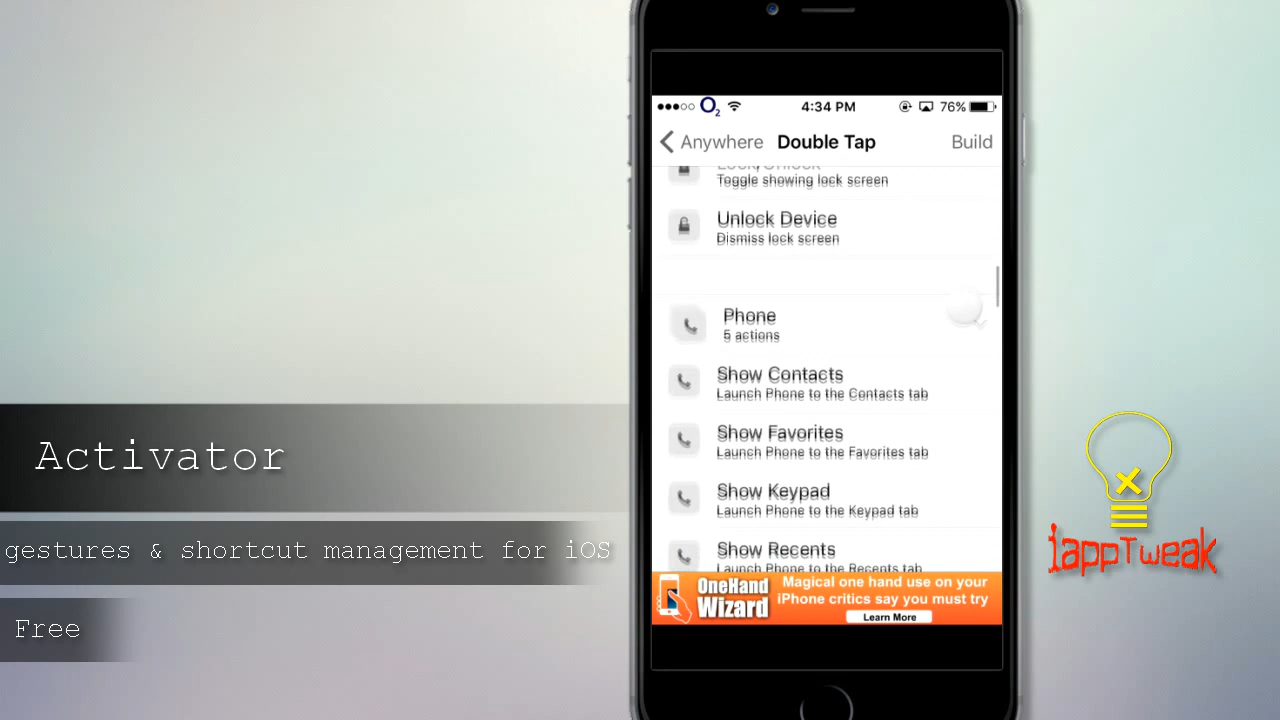 Activator
gestures & shortcut management for iOS
Free
O2
4:34 PM
76%
Anywhere
Double Tap
Build
Lock/Unlock
Toggle showing lock screen
Unlock Device
Dismiss lock screen
Phone
5 actions
Show Contacts
Launch Phone to the Contacts tab
Show Favorites
Launch Phone to the Favorites tab
Show Keypad
Launch Phone to the Keypad tab
Show Recents
Launch Phone to the Recents tab
OneHand
Wizard
Magical one hand use on your
iPhone critics say you must try
Learn More
iappTweak